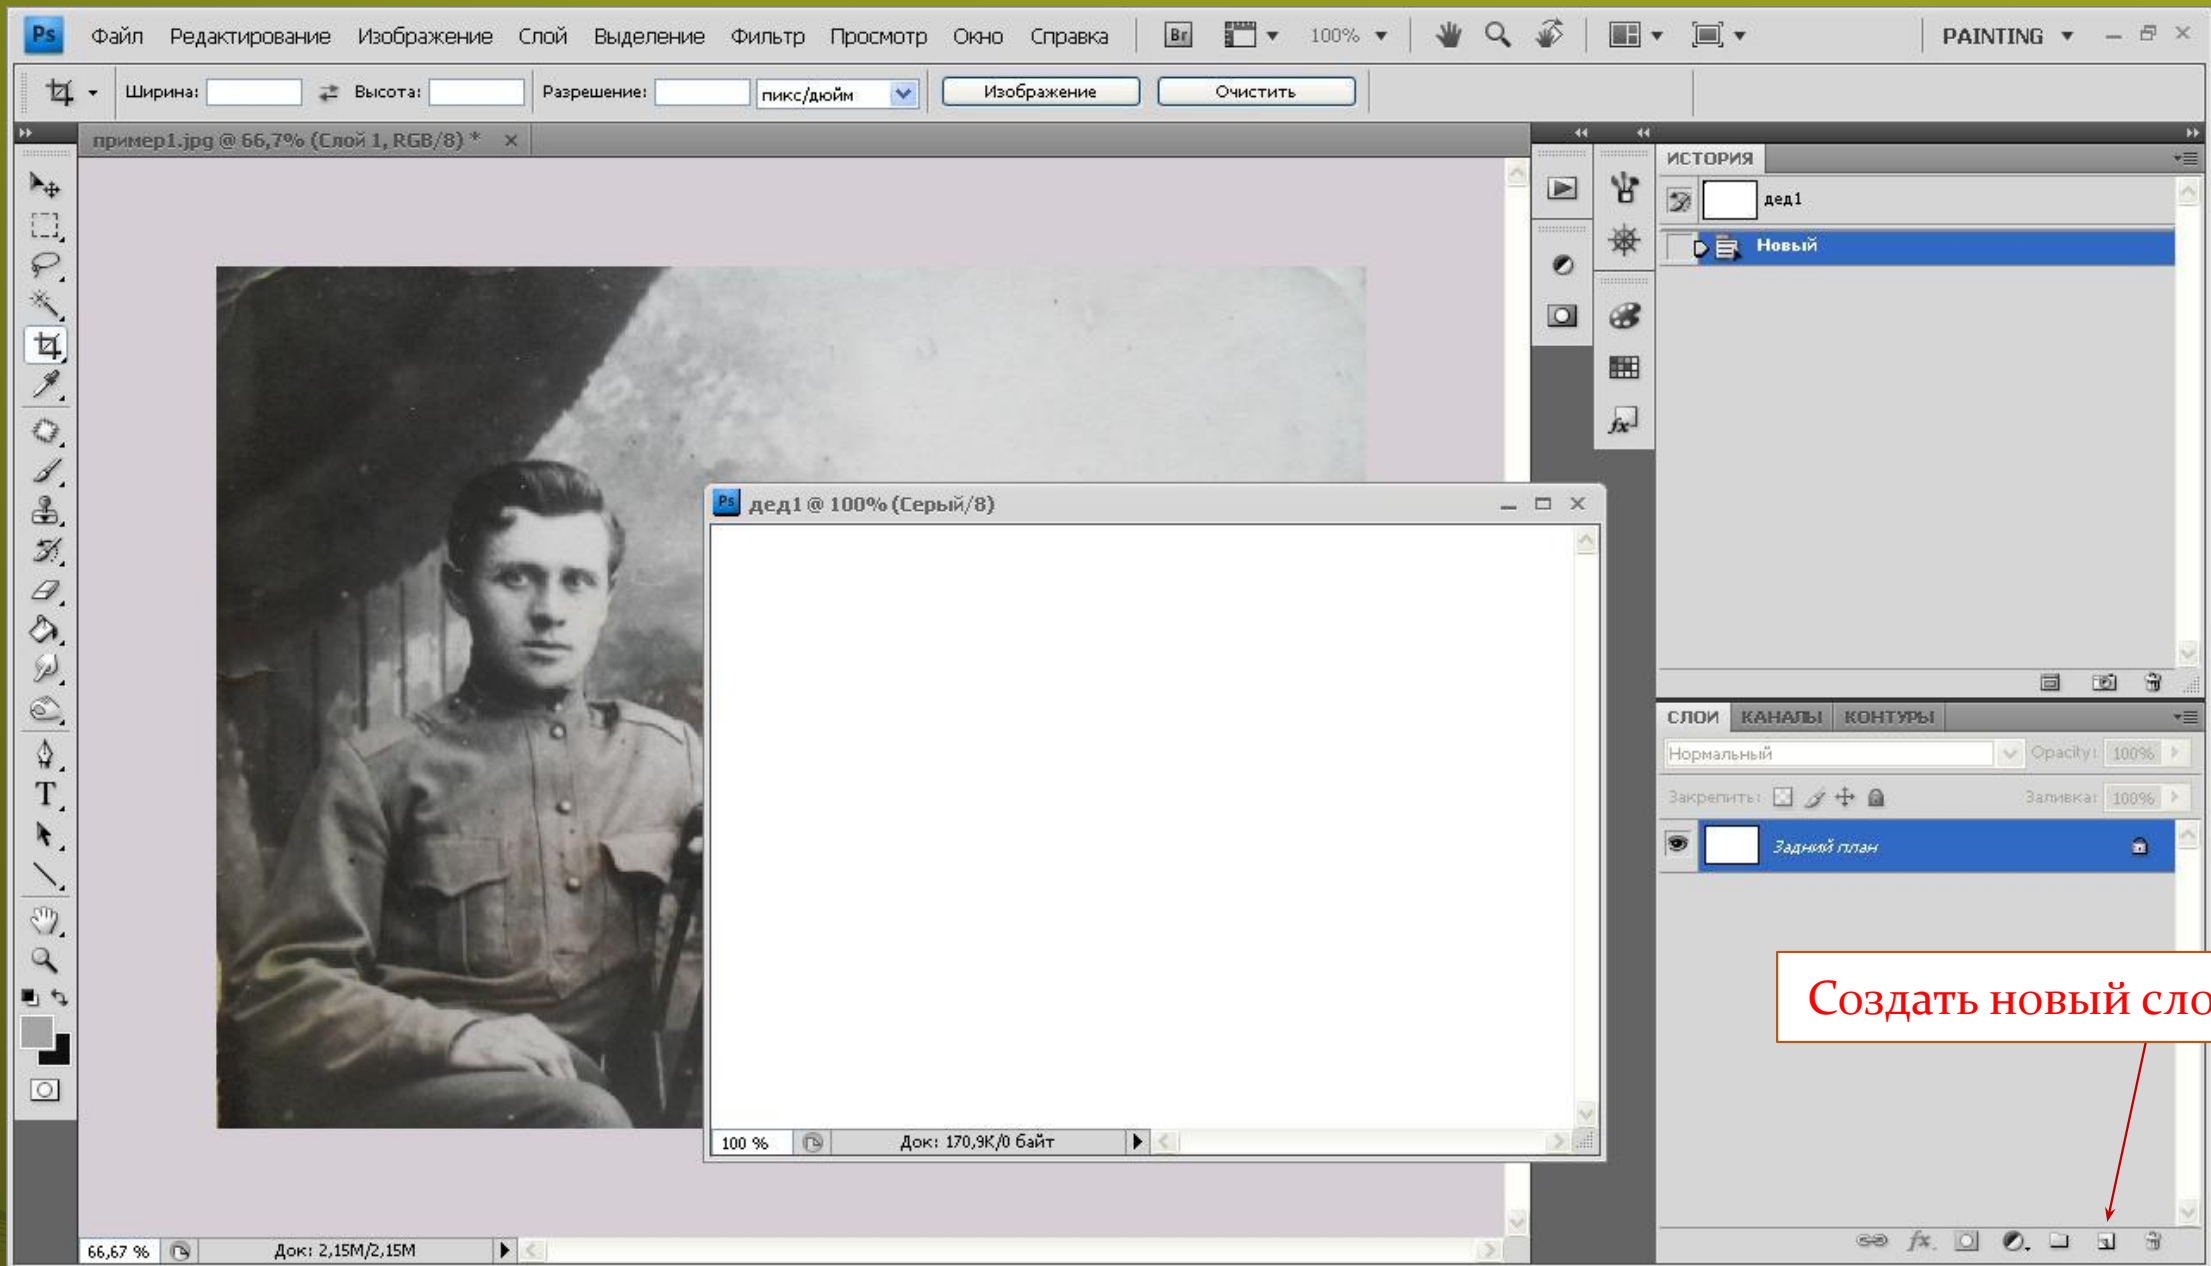 Ps Файл Редактирование Изображение Слой Выделение Фильтр Просмотр Окно Справка Br 100% PAINTING
Ширина: Высота: Разрешение: пикс/дюйм Изображение Очистить
пример1.jpg @ 66,7% (Слой 1, RGB/8) *
ИСТОРИЯ
дед1
Новый
Ps дед1 @ 100% (Серый/8)
100 % Док: 170,9K/0 байт
СЛОИ КАНАЛЫ КОНТУРЫ
Нормальный Opacity: 100%
Закрепить: Заливка: 100%
Задний план
Создать новый сло
66,67 % Док: 2,15M/2,15M